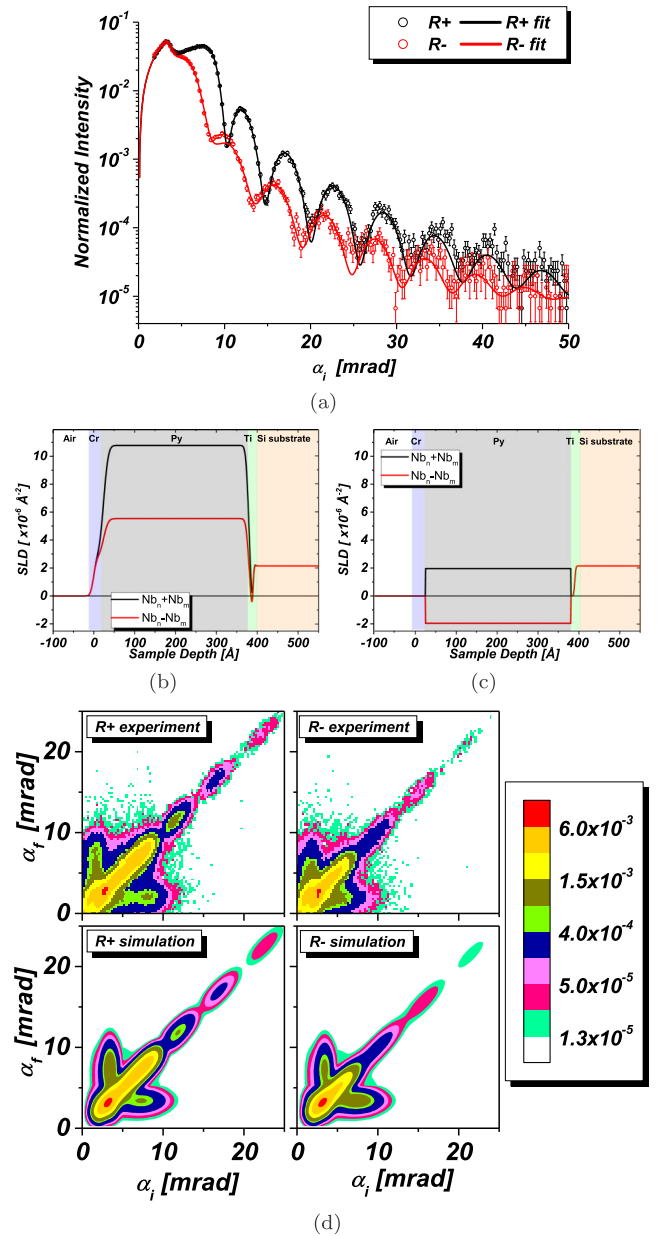 R+ R+ fit
R- R- fit
10⁻¹
10⁻²
10⁻³
10⁻⁴
10⁻⁵
Normalized Intensity
0 10 20 30 40 50
αᵢ [mrad]
(a)
Air Cr Py Ti Si substrate
10
8
6
4
2
0
-2
SLD [ x10⁻⁶ Å⁻²]
Nbₙ+Nbₘ
Nbₙ-Nbₘ
-100 0 100 200 300 400 500
Sample Depth [Å]
(b)
Air Cr Py Ti Si substrate
10
8
6
4
2
0
-2
SLD [ x10⁻⁶ Å⁻²]
Nbₙ+Nbₘ
Nbₙ-Nbₘ
-100 0 100 200 300 400 500
Sample Depth [Å]
(c)
R+ experiment
R- experiment
20
10
0
α_f [mrad]
R+ simulation
R- simulation
20
10
0
α_f [mrad]
0 10 20
αᵢ [mrad]
0 10 20
αᵢ [mrad]
6.0x10⁻³
1.5x10⁻³
4.0x10⁻⁴
5.0x10⁻⁵
1.3x10⁻⁵
(d)